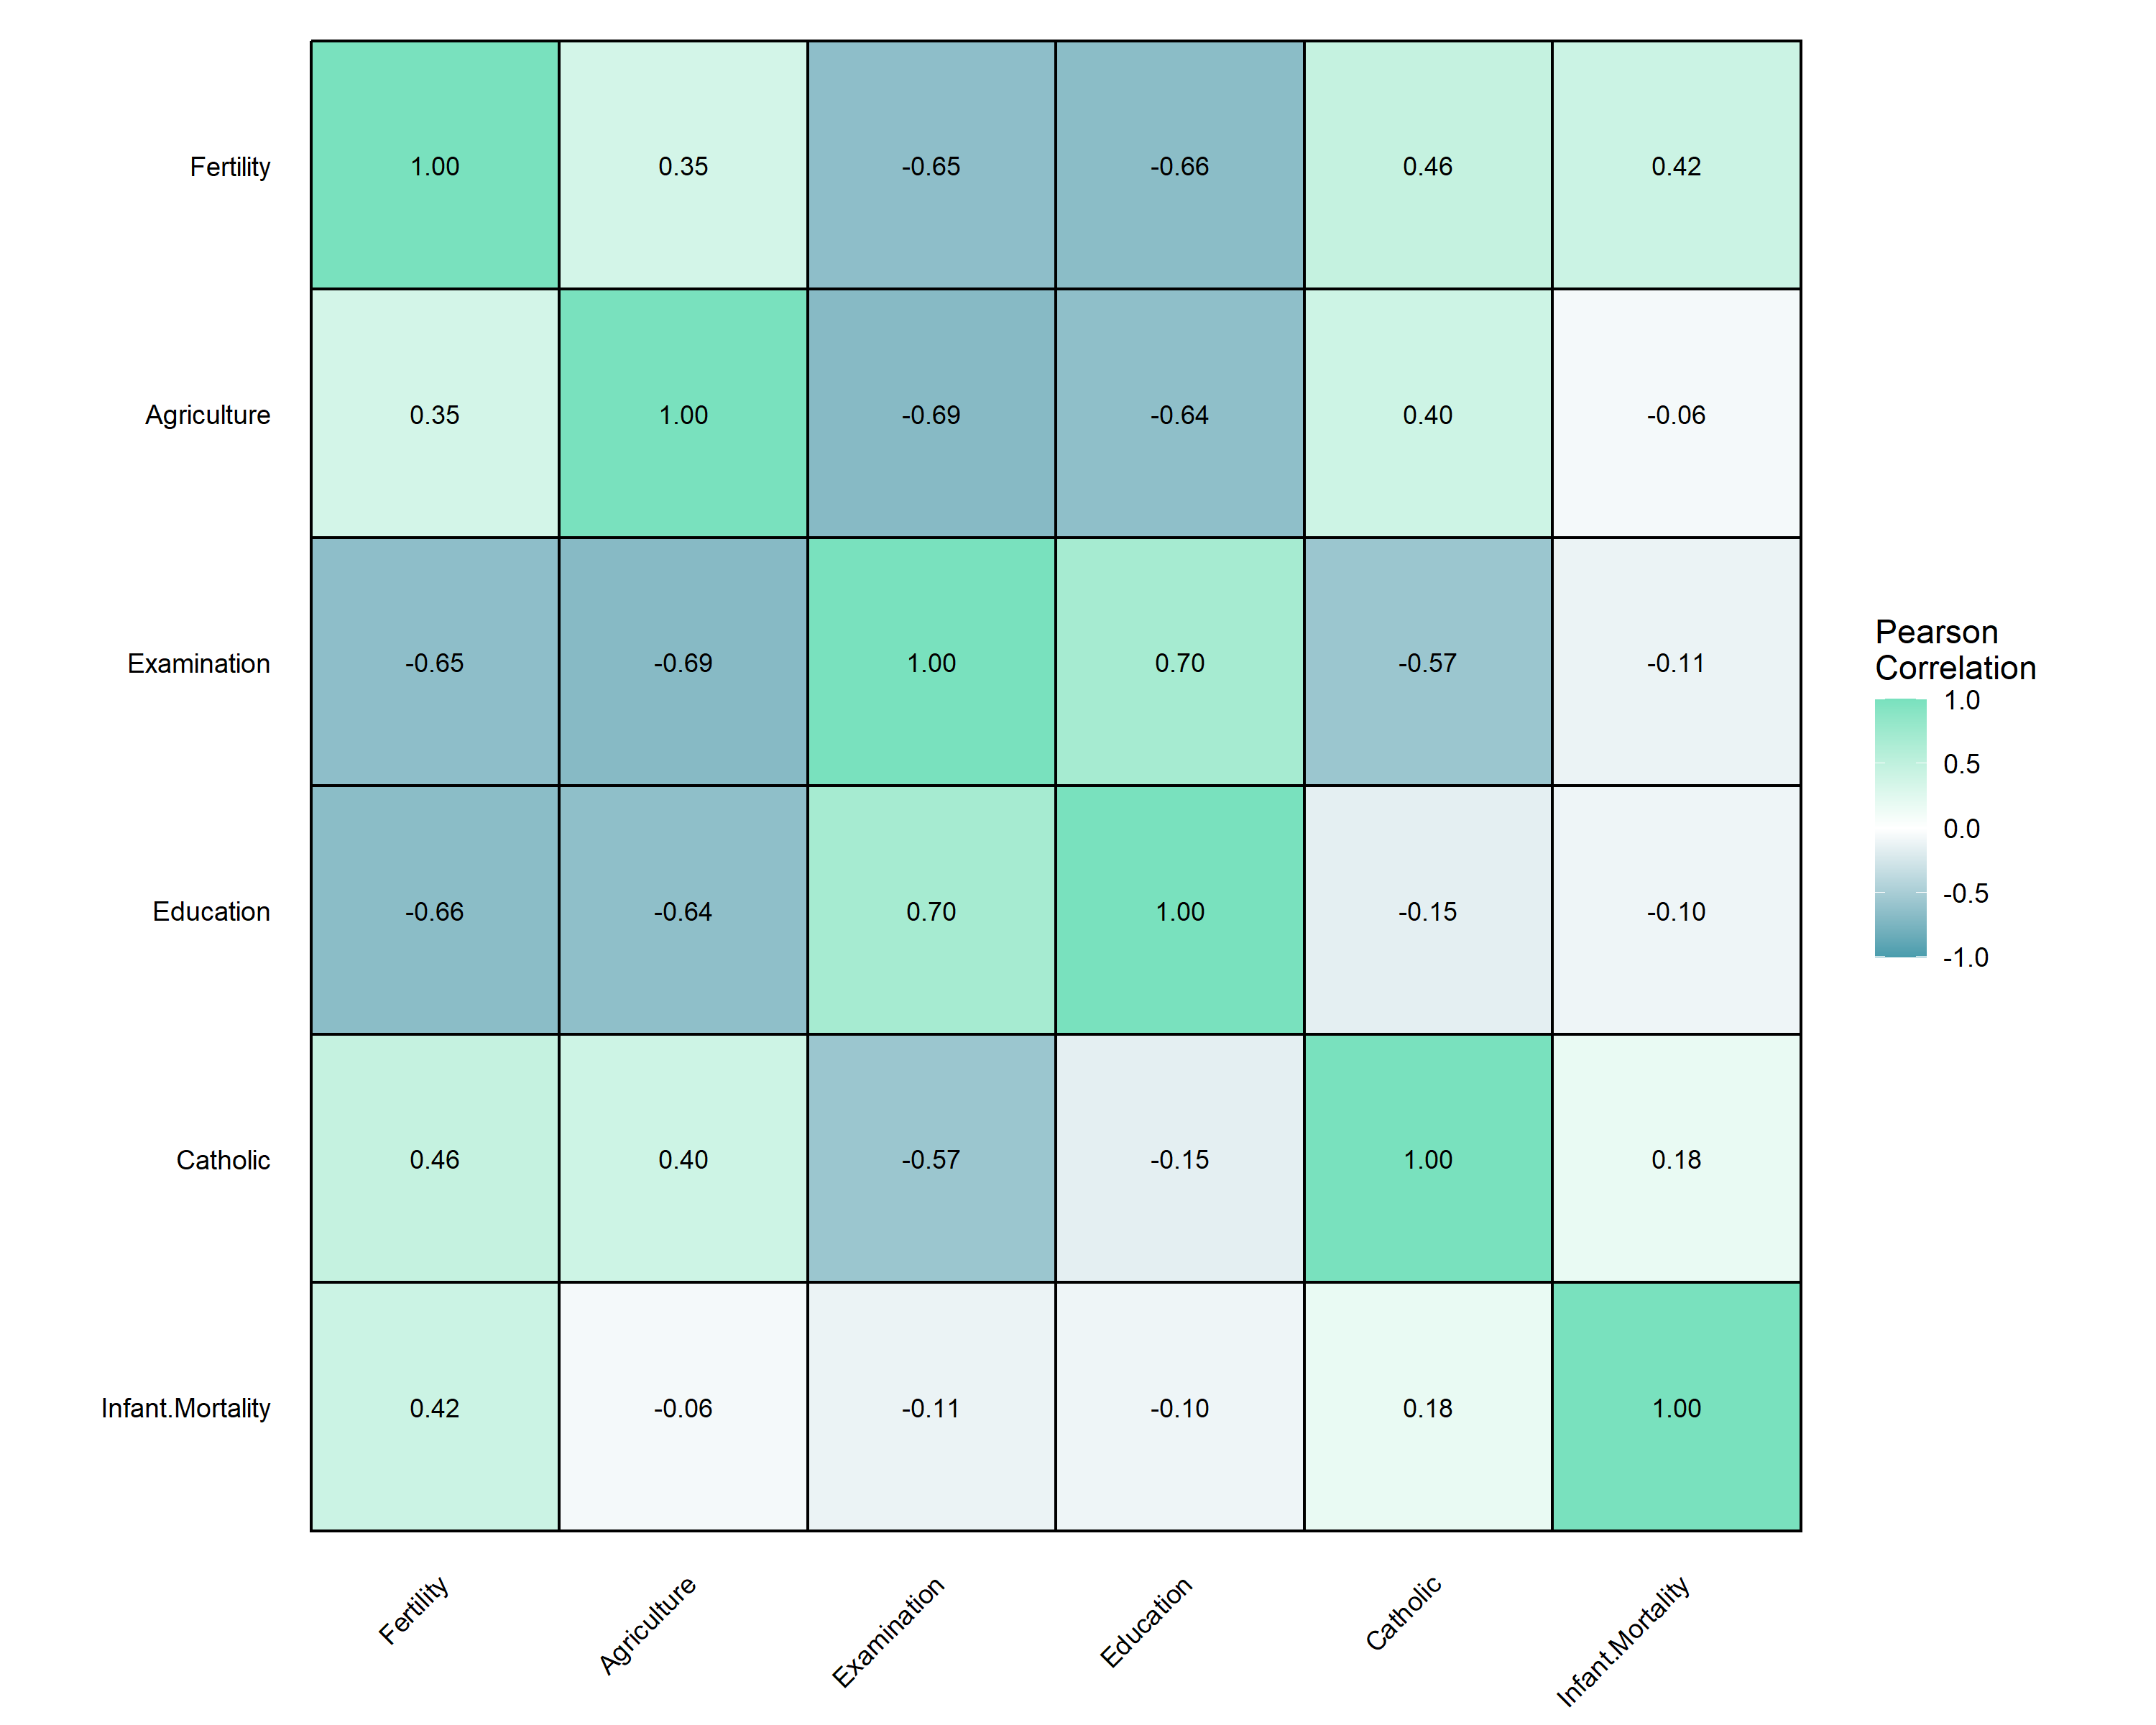 Fertility 1.00 0.35 -0.65 -0.66 0.46 0.42
Agriculture 0.35 1.00 -0.69 -0.64 0.40 -0.06
Examination -0.65 -0.69 1.00 0.70 -0.57 -0.11
Education -0.66 -0.64 0.70 1.00 -0.15 -0.10
Catholic 0.46 0.40 -0.57 -0.15 1.00 0.18
Infant.Mortality 0.42 -0.06 -0.11 -0.10 0.18 1.00
Fertility Agriculture Examination Education Catholic Infant.Mortality
Pearson
Correlation
1.0
0.5
0.0
-0.5
-1.0